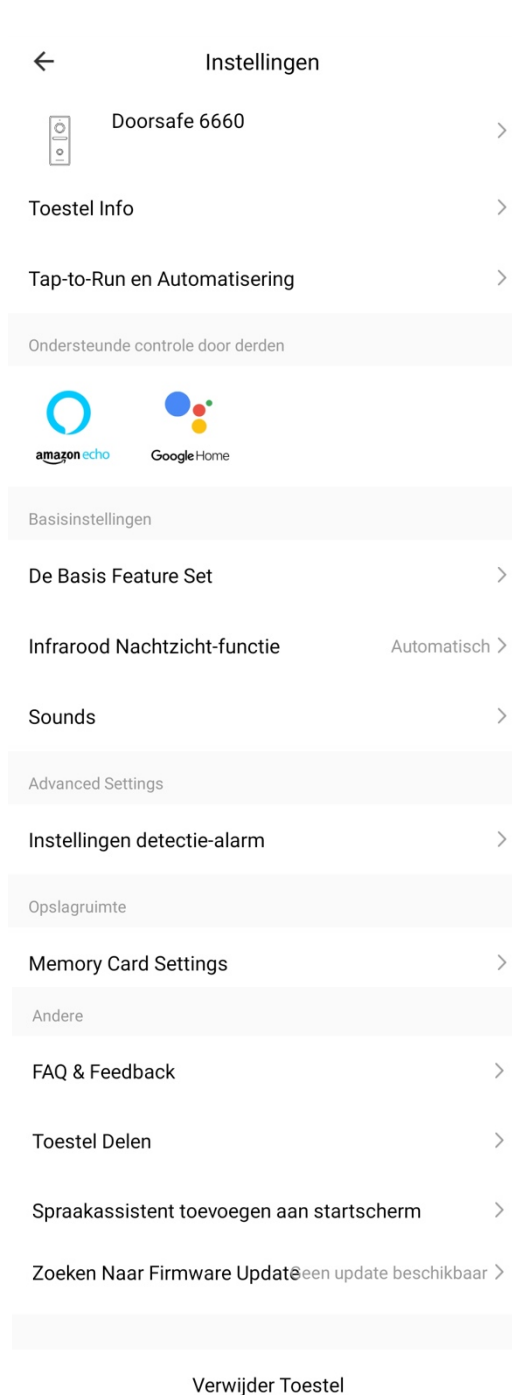 Instellingen
Doorsafe 6660
Toestel Info
Tap-to-Run en Automatisering
Ondersteunde controle door derden
amazon echo
Google Home
Basisinstellingen
De Basis Feature Set
Infrarood Nachtzicht-functie Automatisch
Sounds
Advanced Settings
Instellingen detectie-alarm
Opslagruimte
Memory Card Settings
Andere
FAQ & Feedback
Toestel Delen
Spraakassistent toevoegen aan startscherm
Zoeken Naar Firmware Update Geen update beschikbaar
Verwijder Toestel